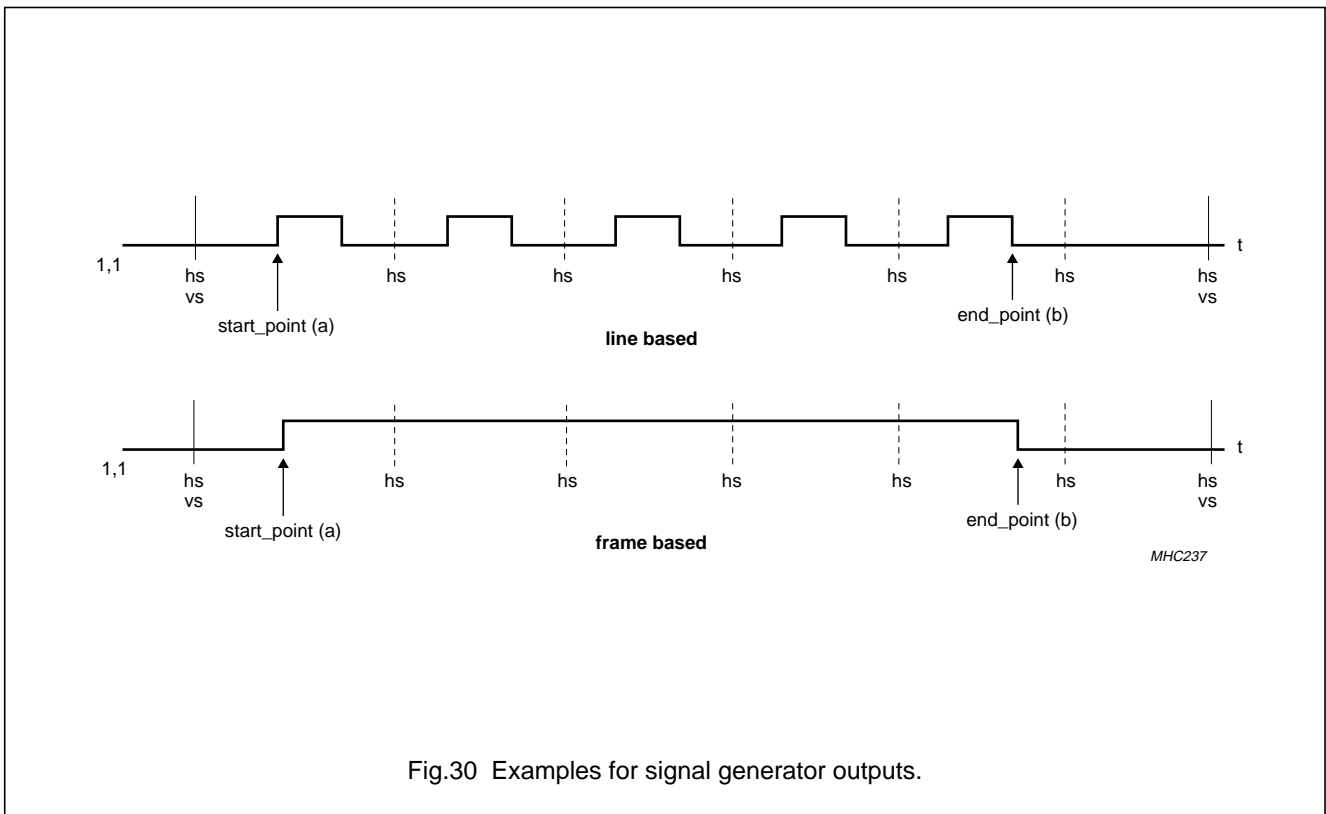 t
1,1
hs hs hs hs hs hs hs
vs vs
start_point (a) end_point (b)
line based
t
1,1
hs hs hs hs hs hs hs
vs vs
start_point (a) end_point (b)
frame based
MHC237
Fig.30 Examples for signal generator outputs.